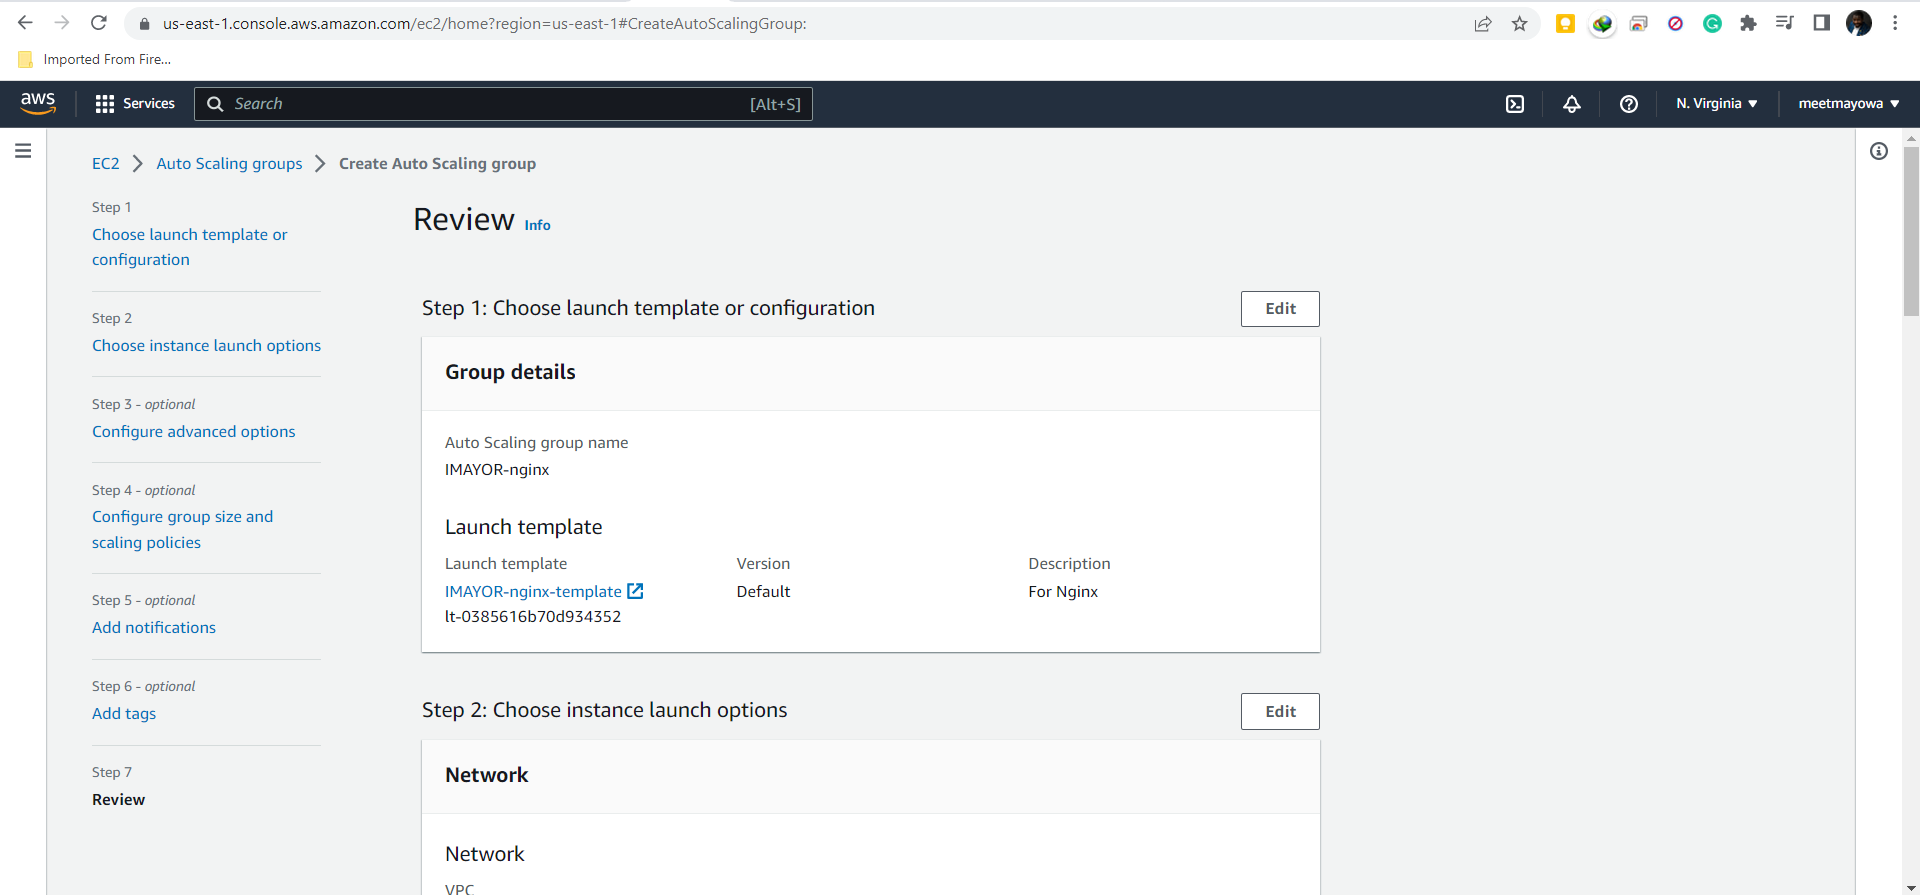 us-east-1.console.aws.amazon.com/ec2/home?region=us-east-1#CreateAutoScalingGroup:
Imported From Fire...
aws
Services
Search
[Alt+S]
N. Virginia
meetmayowa
EC2
Auto Scaling groups
Create Auto Scaling group
Step 1
Choose launch template or
configuration
Step 2
Choose instance launch options
Step 3 - optional
Configure advanced options
Step 4 - optional
Configure group size and
scaling policies
Step 5 - optional
Add notifications
Step 6 - optional
Add tags
Step 7
Review
Review Info
Step 1: Choose launch template or configuration
Edit
Group details
Auto Scaling group name
IMAYOR-nginx
Launch template
Launch template
IMAYOR-nginx-template
lt-0385616b70d934352
Version
Default
Description
For Nginx
Step 2: Choose instance launch options
Edit
Network
Network
VPC